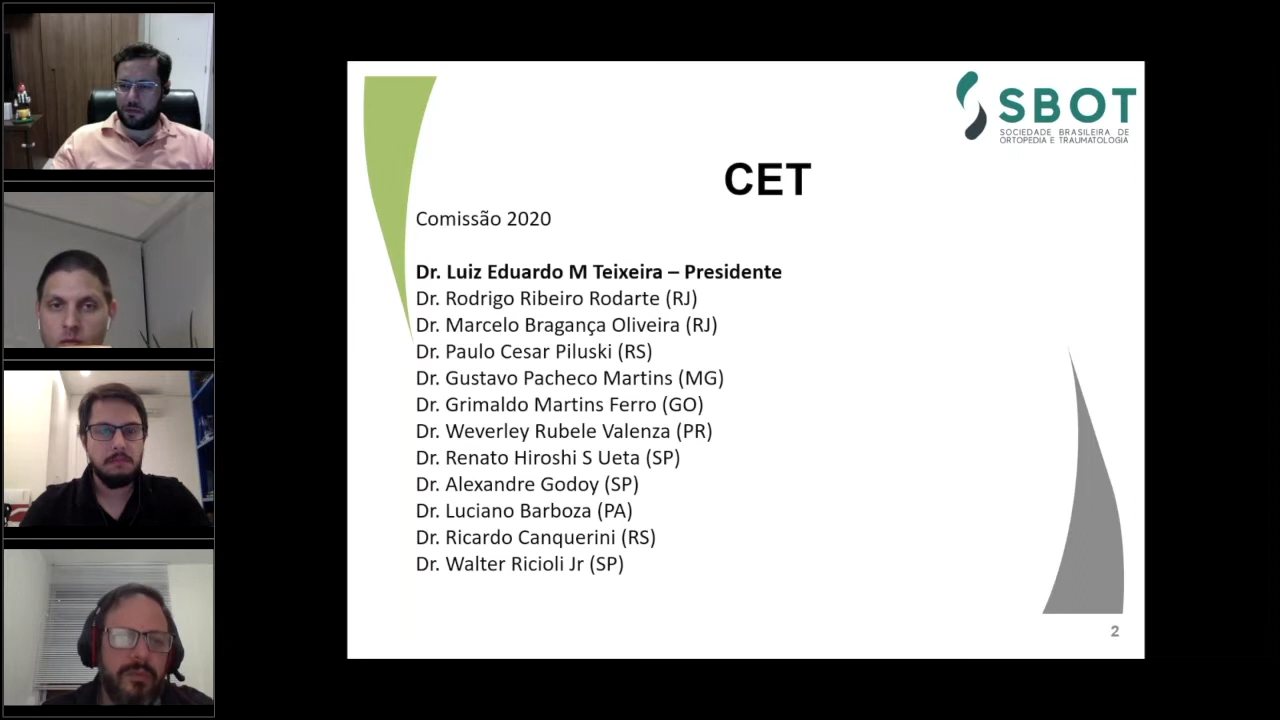 SBOT
SOCIEDADE BRASILEIRA DE
ORTOPEDIA E TRAUMATOLOGIA
CET
Comissão 2020
Dr. Luiz Eduardo M Teixeira – Presidente
Dr. Rodrigo Ribeiro Rodarte (RJ)
Dr. Marcelo Bragança Oliveira (RJ)
Dr. Paulo Cesar Piluski (RS)
Dr. Gustavo Pacheco Martins (MG)
Dr. Grimaldo Martins Ferro (GO)
Dr. Weverley Rubele Valenza (PR)
Dr. Renato Hiroshi S Ueta (SP)
Dr. Alexandre Godoy (SP)
Dr. Luciano Barboza (PA)
Dr. Ricardo Canquerini (RS)
Dr. Walter Ricioli Jr (SP)
2